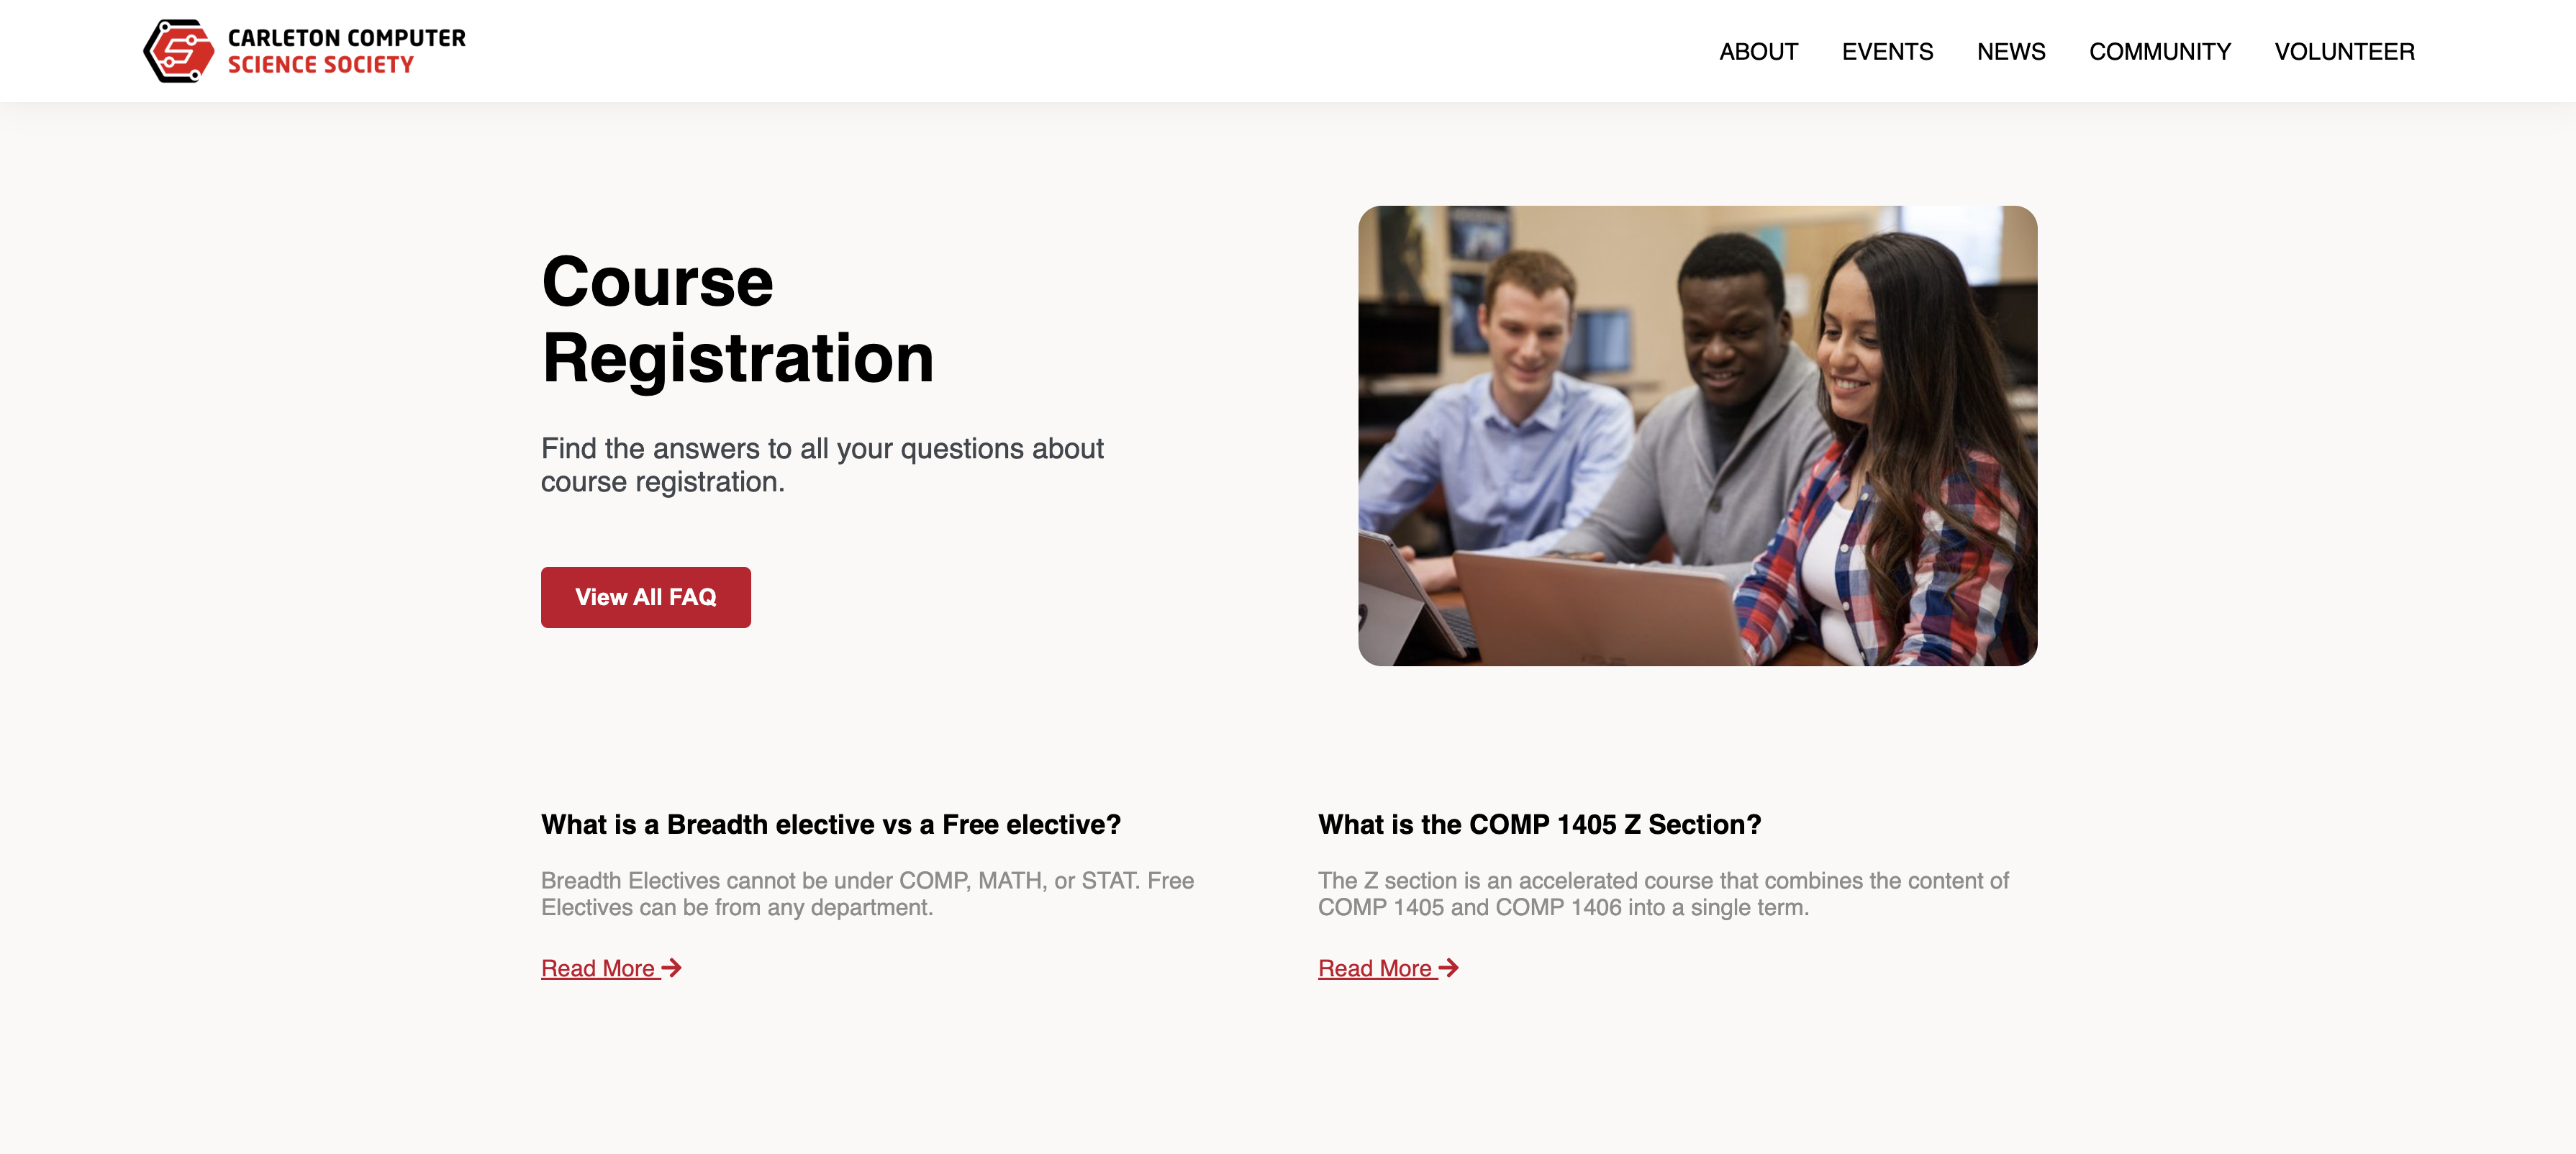 CARLETON COMPUTER
SCIENCE SOCIETY
ABOUT EVENTS NEWS COMMUNITY VOLUNTEER
Course
Registration
Find the answers to all your questions about
course registration.
View All FAQ
What is a Breadth elective vs a Free elective?
Breadth Electives cannot be under COMP, MATH, or STAT. Free
Electives can be from any department.
Read More
What is the COMP 1405 Z Section?
The Z section is an accelerated course that combines the content of
COMP 1405 and COMP 1406 into a single term.
Read More